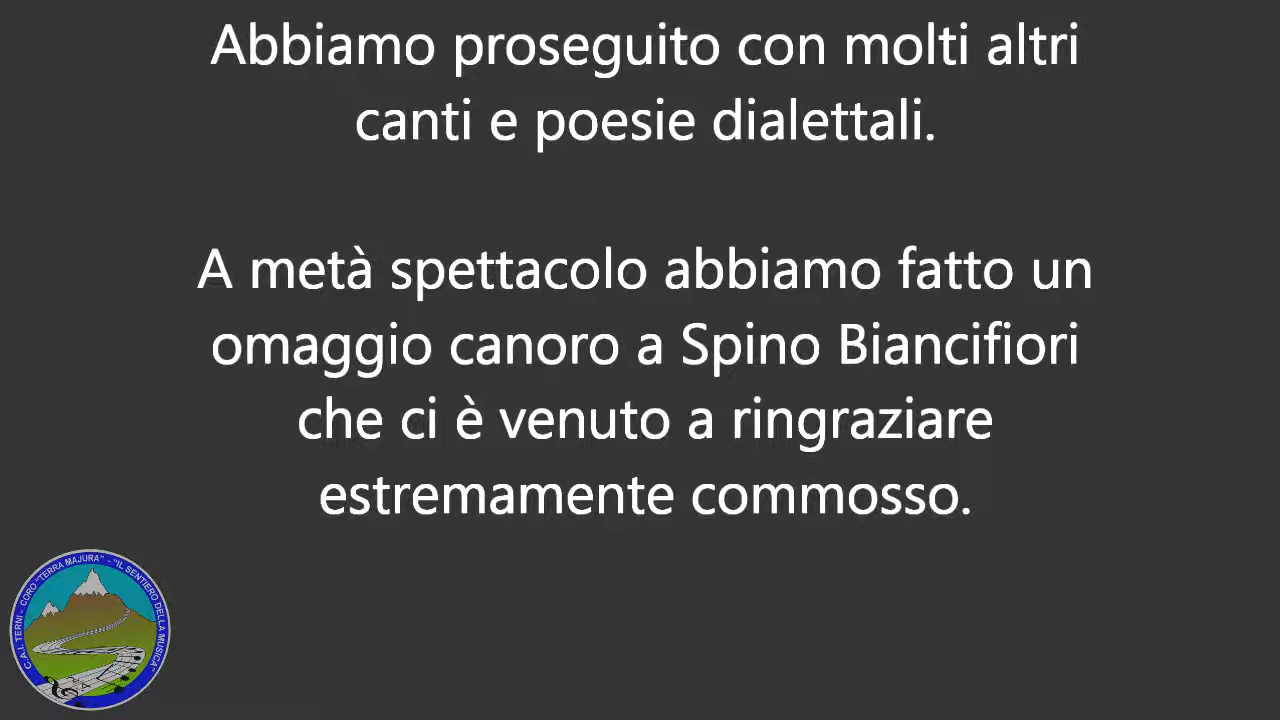 Abbiamo proseguito con molti altri
canti e poesie dialettali.
A metà spettacolo abbiamo fatto un
omaggio canoro a Spino Biancifiori
che ci è venuto a ringraziare
estremamente commosso.
C.A.I. TERNI - CORO "TERRA MAJURA" - "IL SENTIERO DELLA MUSICA"